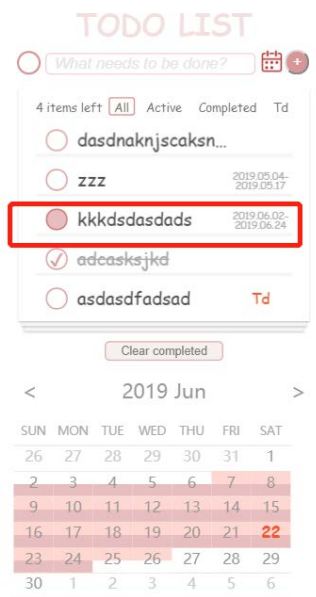 TODO LIST
What needs to be done?
+
4 items left All Active Completed Td
dasdnaknjscaksn...
zzz 2019.05.04-
2019.05.17
kkkdsdasdads 2019.06.02-
2019.06.24
adcasksjkd
asdasdfadsad Td
Clear completed
< 2019 Jun >
SUN MON TUE WED THU FRI SAT
26 27 28 29 30 31 1
2 3 4 5 6 7 8
9 10 11 12 13 14 15
16 17 18 19 20 21 22
23 24 25 26 27 28 29
30 1 2 3 4 5 6